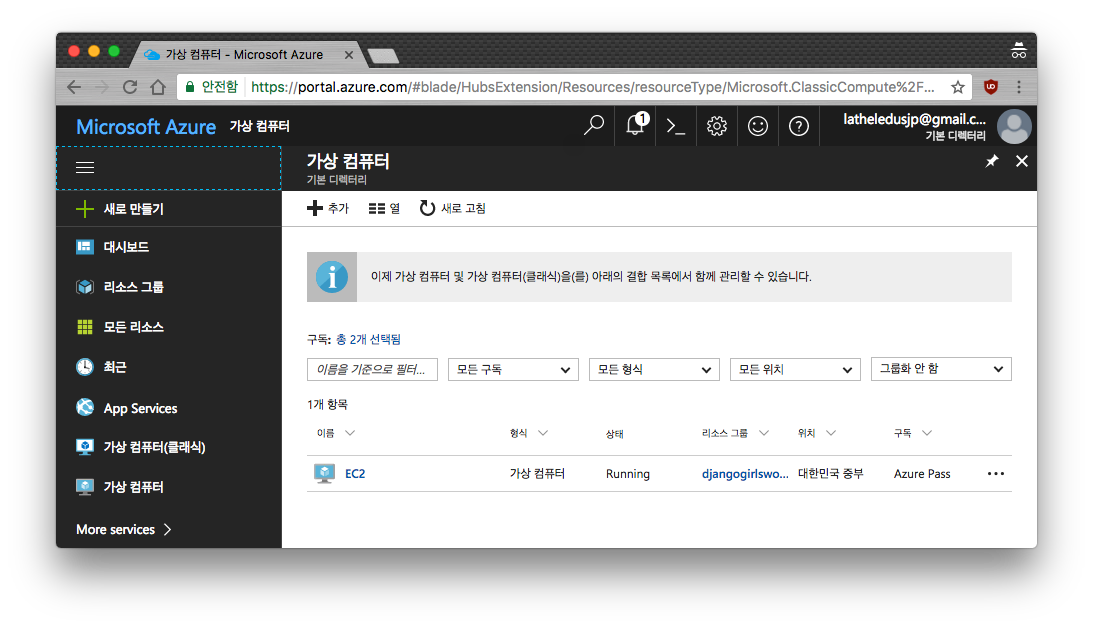 가상 컴퓨터 - Microsoft Azure
안전함 https://portal.azure.com/#blade/HubsExtension/Resources/resourceType/Microsoft.ClassicCompute%2F...
Microsoft Azure 가상 컴퓨터
1
latheledusjp@gmail.c...
기본 디렉터리
가상 컴퓨터
기본 디렉터리
새로 만들기
대시보드
리소스 그룹
모든 리소스
최근
App Services
가상 컴퓨터(클래식)
가상 컴퓨터
More services
추가 열 새로 고침
이제 가상 컴퓨터 및 가상 컴퓨터(클래식)을(를) 아래의 결합 목록에서 함께 관리할 수 있습니다.
구독: 총 2개 선택됨
이름을 기준으로 필터... 모든 구독 모든 형식 모든 위치 그룹화 안 함
1개 항목
이름 형식 상태 리소스 그룹 위치 구독
EC2 가상 컴퓨터 Running djangogirlswo... 대한민국 중부 Azure Pass